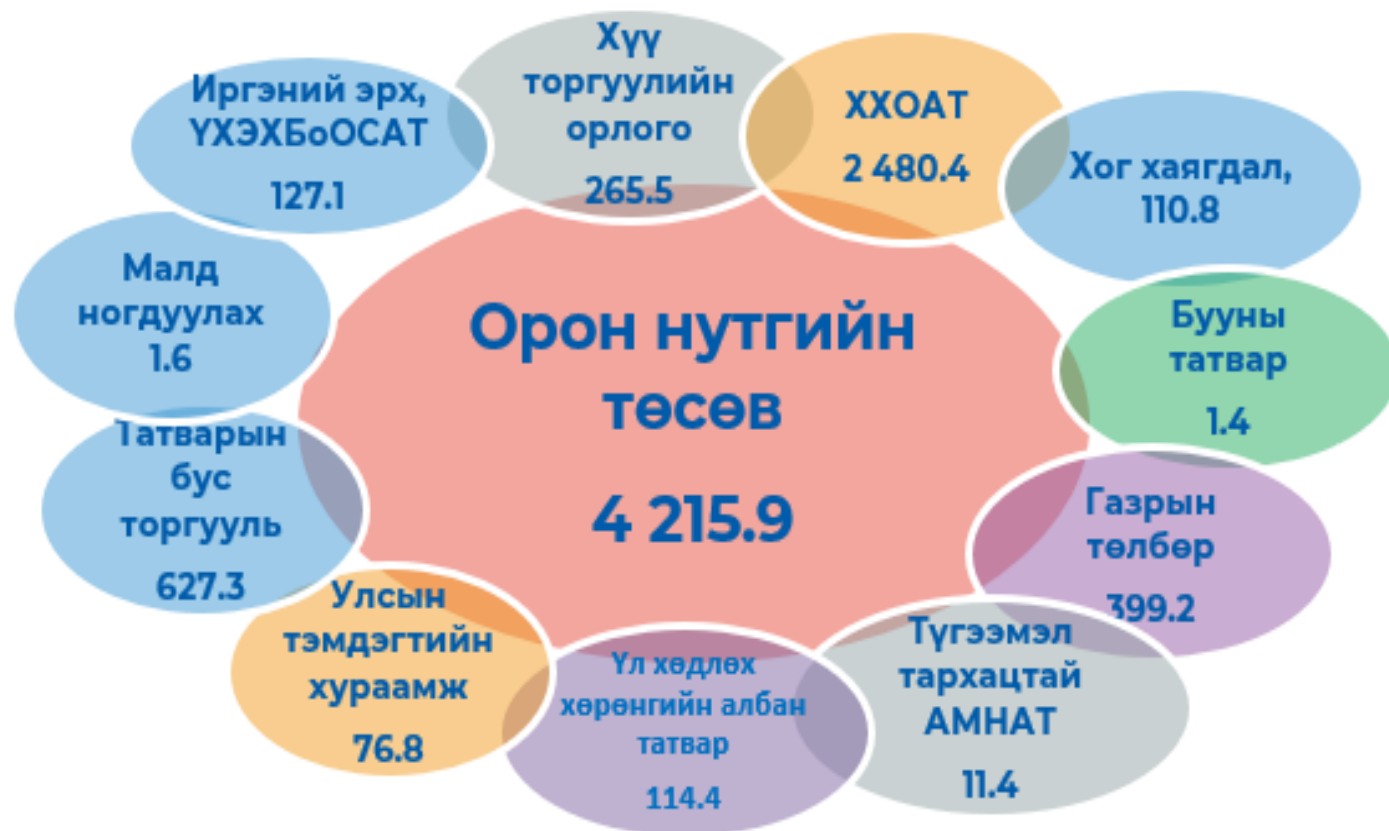 Хүү
торгуулийн
орлого
265.5
ХХОАТ
2 480.4
Хог хаягдал,
110.8
Бууны
татвар
1.4
Газрын
төлбөр
399.2
Түгээмэл
тархацтай
АМНАТ
11.4
Үл хөдлөх
хөрөнгийн албан
татвар
114.4
Улсын
тэмдэгтийн
хураамж
76.8
Татварын
бус
торгууль
627.3
Малд
ногдуулах
1.6
Иргэний эрх,
ҮХЭХБоОСАТ
127.1
Орон нутгийн
төсөв
4 215.9